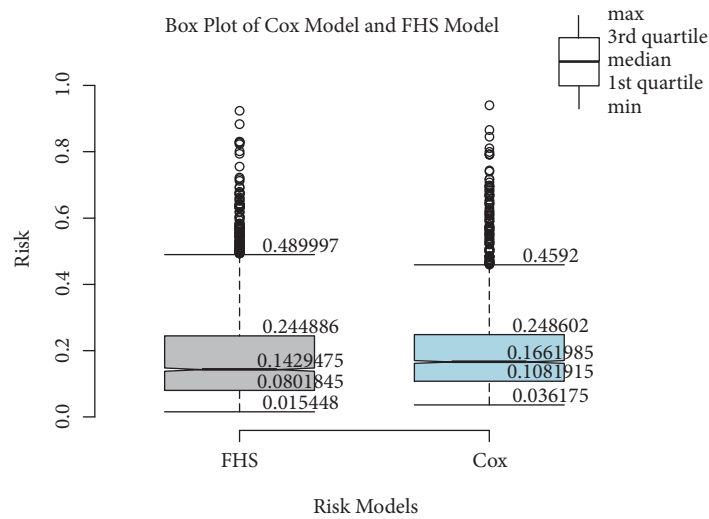 Box Plot of Cox Model and FHS Model
max
3rd quartile
median
1st quartile
min
Risk
1.0
0.8
0.6
0.4
0.2
0.0
0.489997
0.244886
0.1429475
0.0801845
0.015448
0.4592
0.248602
0.1661985
0.1081915
0.036175
FHS
Cox
Risk Models